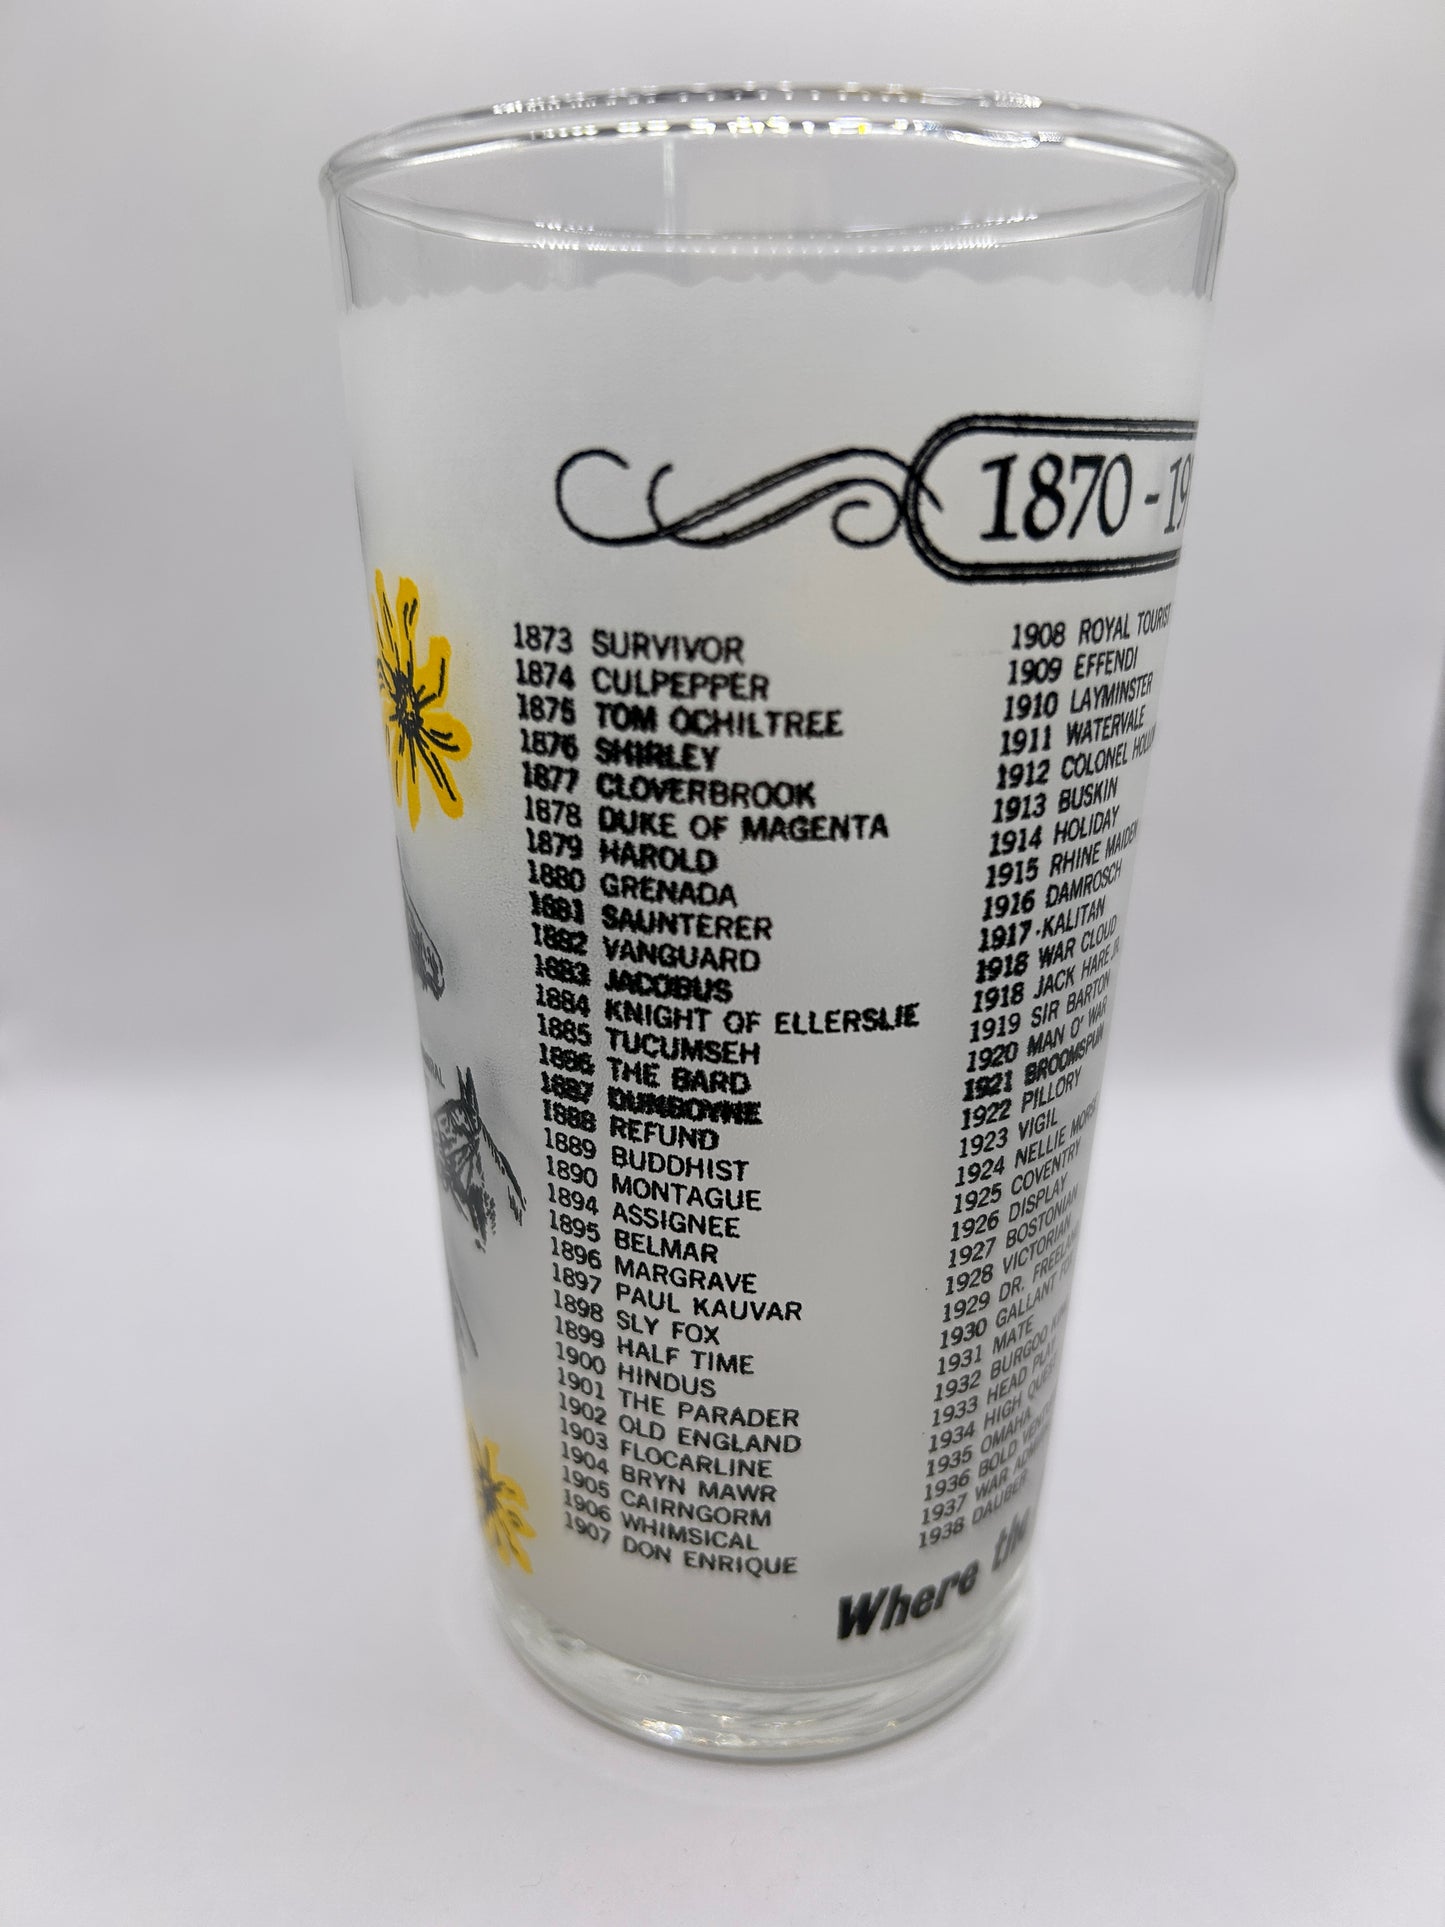 1870 - 19
1873 SURVIVOR
1874 CULPEPPER
1875 TOM OCHILTREE
1876 SHIRLEY
1877 CLOVERBROOK
1878 DUKE OF MAGENTA
1879 HAROLD
1880 GRENADA
1881 SAUNTERER
1882 VANGUARD
1883 JACOBUS
1884 KNIGHT OF ELLERSLIE
1885 TUCUMSEH
1886 THE BARD
1887 DUNBOYNE
1888 REFUND
1889 BUDDHIST
1890 MONTAGUE
1894 ASSIGNEE
1895 BELMAR
1896 MARGRAVE
1897 PAUL KAUVAR
1898 SLY FOX
1899 HALF TIME
1900 HINDUS
1901 THE PARADER
1902 OLD ENGLAND
1903 FLOCARLINE
1904 BRYN MAWR
1905 CAIRNGORM
1906 WHIMSICAL
1907 DON ENRIQUE
1908 ROYAL TOURIST
1909 EFFENDI
1910 LAYMINSTER
1911 WATERVALE
1912 COLONEL
1913 BUSKIN
1914 HOLIDAY
1915 RHINE MAIDEN
1916 DAMROSCH
1917 KALITAN
1918 WAR CLOUD
1918 JACK HARE JR.
1919 SIR BARTON
1920 MAN O' WAR
1921 BROOMSPUN
1922 PILLORY
1923 VIGIL
1924 NELLIE
1925 COVENTRY
1926 DISPLAY
1927 BOSTONIAN
1928 VICTORIAN
1929 DR.
1930 GALLANT
1931 MATE
1932 BURGOO
1933 HEAD PLAY
1934 HIGH
1935 OMAHA
1936 BOLD
1937 WAR
1938 DAUBER
Where the